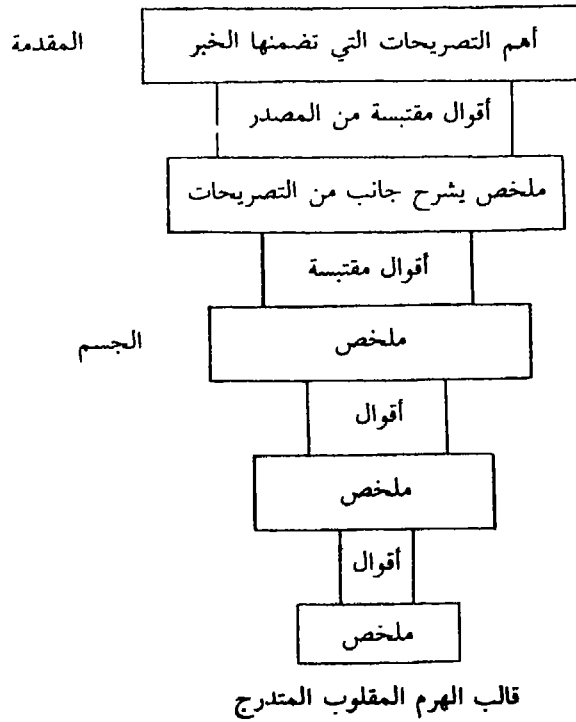 المقدمة
أهم التصريحات التي تضمنها الخبر
أقوال مقتبسة من المصدر
ملخص يشرح جانب من التصريحات
أقوال مقتبسة
الجسم
ملخص
أقوال
ملخص
أقوال
ملخص
قالب الهرم المقلوب المتدرج